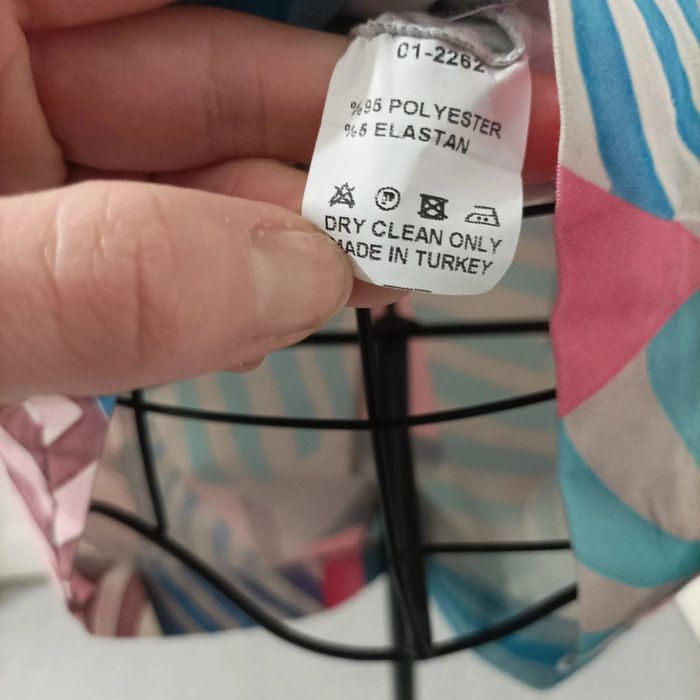 01-2262
%95 POLYESTER
%5 ELASTAN
DRY CLEAN ONLY
MADE IN TURKEY